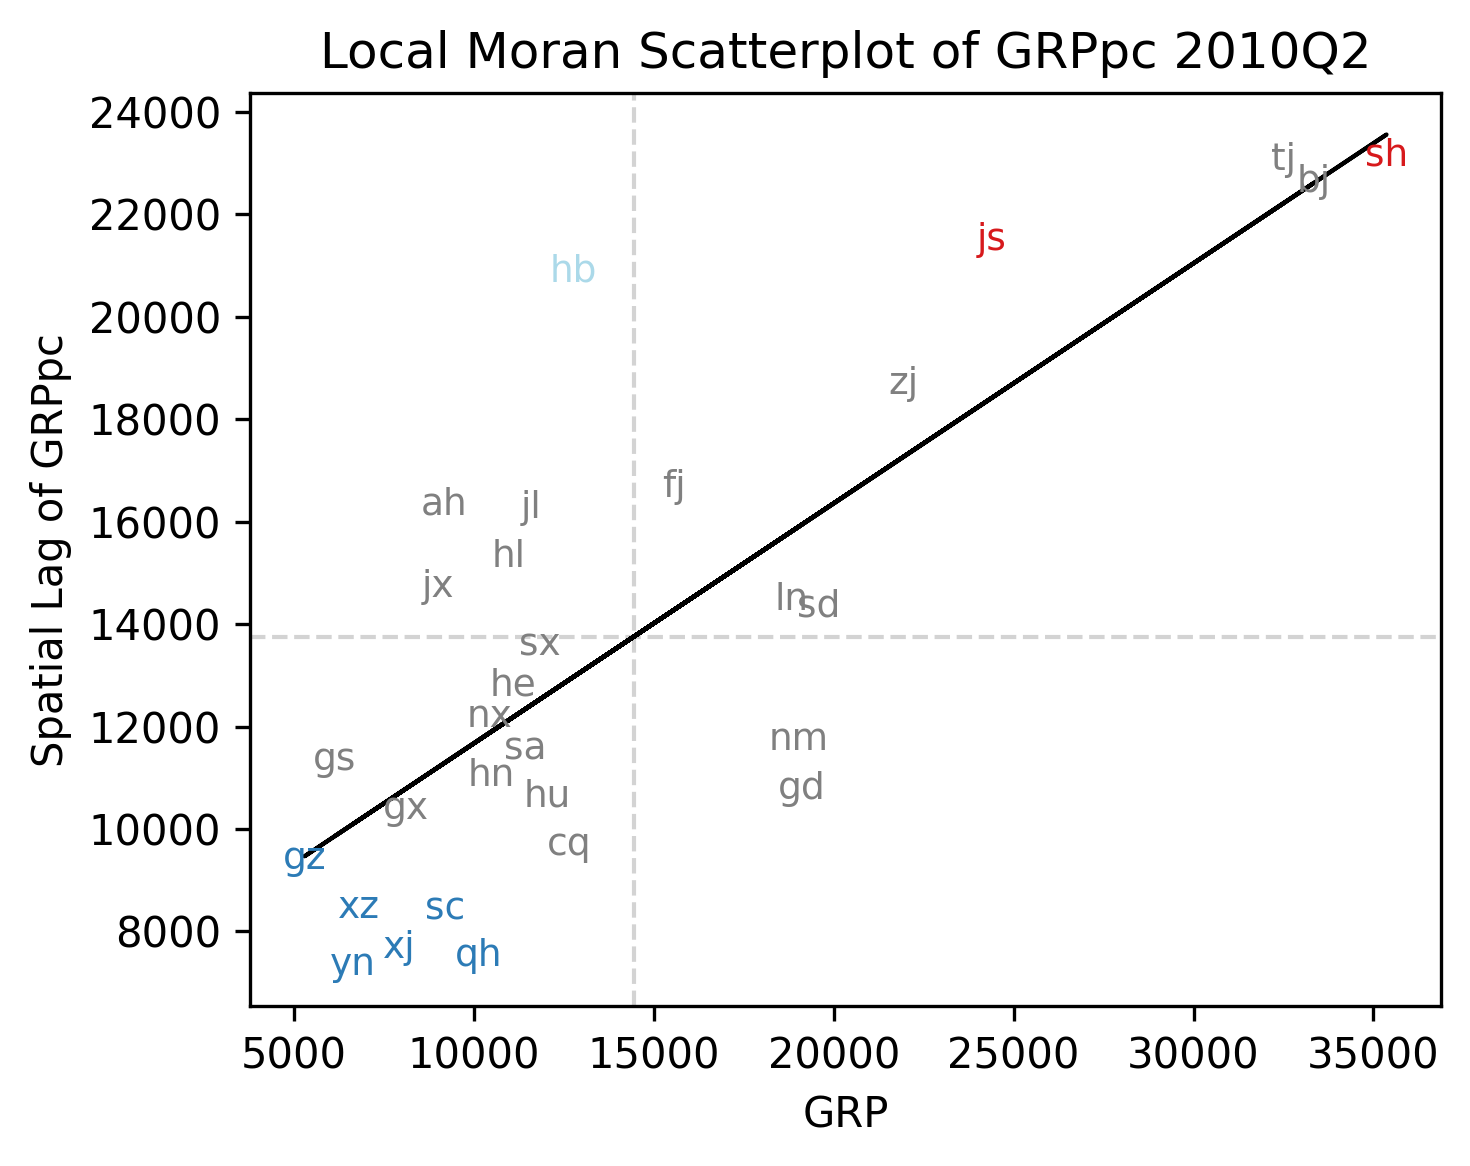 Local Moran Scatterplot of GRPpc 2010Q2
24000
22000
20000
18000
16000
14000
12000
10000
8000
Spatial Lag of GRPpc
tj
sh
bj
js
hb
zj
fj
ah
jl
hl
jx
ln
sd
sx
he
nx
nm
sa
gs
hn
gd
hu
gx
cq
gz
xz
sc
xj
qh
yn
5000 10000 15000 20000 25000 30000 35000
GRP